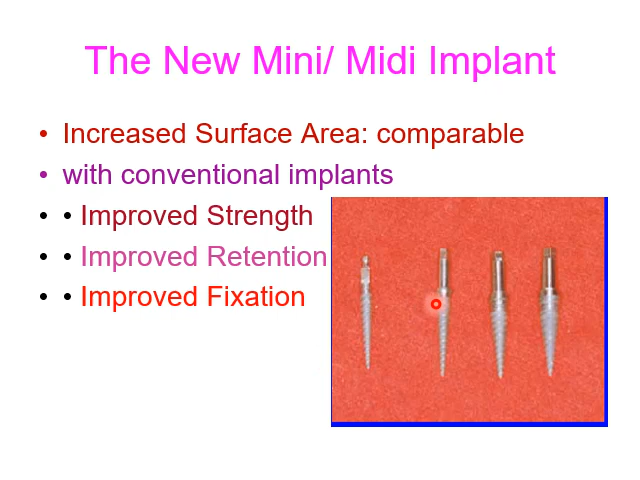 The New Mini/ Midi Implant
• Increased Surface Area: comparable
• with conventional implants
• • Improved Strength
• • Improved Retention
• • Improved Fixation